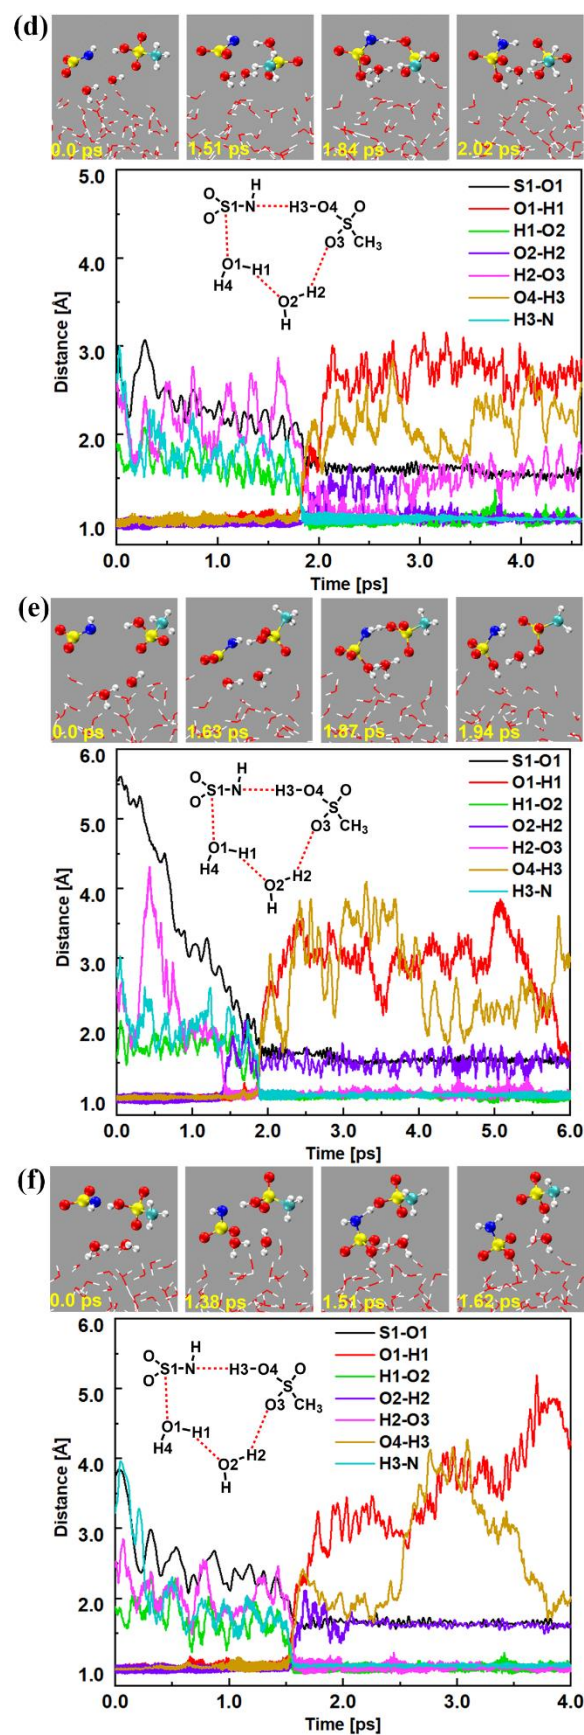 (d)
0.0 ps
1.51 ps
1.84 ps
2.02 ps
5.0
4.0
3.0
2.0
1.0
Distance [Å]
H
O
S1-N
H3-O4
O
O
S
O3
CH3
O1-H1
H4
H2
O2
H
S1-O1
O1-H1
H1-O2
O2-H2
H2-O3
O4-H3
H3-N
0.0 1.0 2.0 3.0 4.0
Time [ps]
(e)
0.0 ps
1.63 ps
1.87 ps
1.94 ps
6.0
5.0
4.0
3.0
2.0
1.0
Distance [Å]
H
O
S1-N
H3-O4
O
O
S
O3
CH3
O1
H1
H4
H2
O2
H
S1-O1
O1-H1
H1-O2
O2-H2
H2-O3
O4-H3
H3-N
0.0 1.0 2.0 3.0 4.0 5.0 6.0
Time [ps]
(f)
0.0 ps
1.38 ps
1.51 ps
1.62 ps
6.0
5.0
4.0
3.0
2.0
1.0
Distance [Å]
H
O
S1-N
H3-O4
O
O
S
O3
CH3
O1
H1
H4
H2
O2
H
S1-O1
O1-H1
H1-O2
O2-H2
H2-O3
O4-H3
H3-N
0.0 1.0 2.0 3.0 4.0
Time [ps]